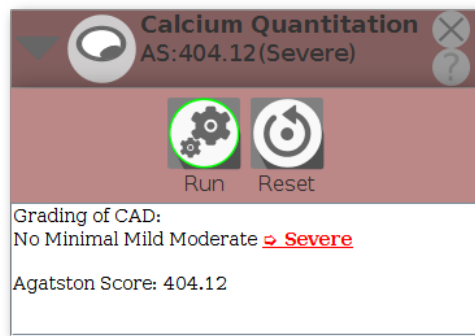 Calcium Quantitation
AS:404.12(Severe)
?
Run Reset
Grading of CAD:
No Minimal Mild Moderate ➭ Severe
Agatston Score: 404.12